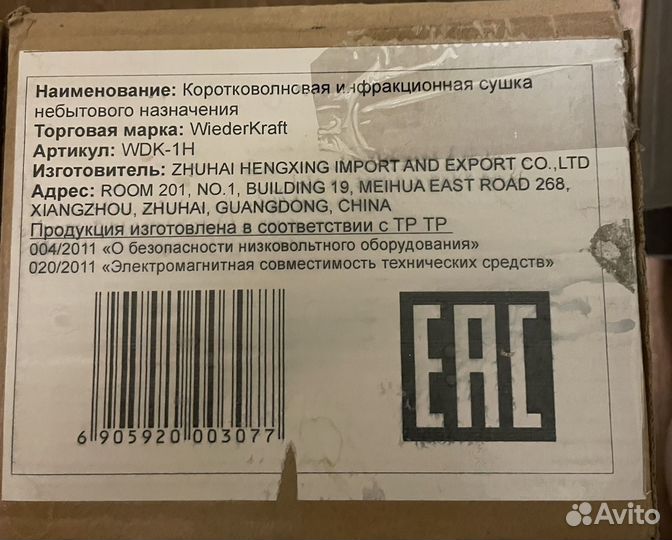 Наименование: Коротковолновая инфракционная сушка
небытового назначения
Торговая марка: WiederKraft
Артикул: WDK-1H
Изготовитель: ZHUHAI HENGXING IMPORT AND EXPORT CO.,LTD
Адрес: ROOM 201, NO.1, BUILDING 19, MEIHUA EAST ROAD 268,
XIANGZHOU, ZHUHAI, GUANGDONG, CHINA
Продукция изготовлена в соответствии с ТР ТР
004/2011 «О безопасности низковольтного оборудования»
020/2011 «Электромагнитная совместимость технических средств»
6 905920 003077
EAC
Avito